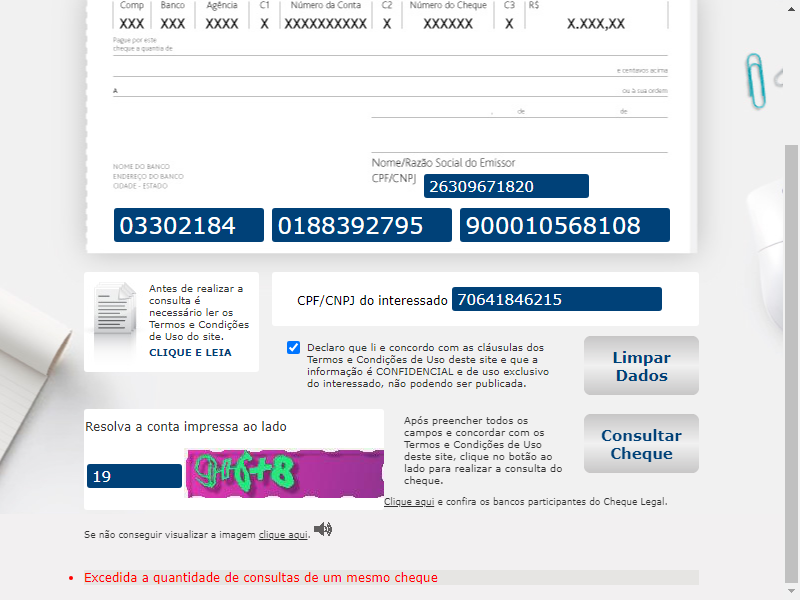 Comp Banco Agência C1 Número da Conta C2 Número do Cheque C3 R$
XXX XXX XXXX X XXXXXXXXXX X XXXXXX X X.XXX,XX
Pague por este
cheque a quantia de
e centavos acima
A ou à sua ordem
, de de
Nome/Razão Social do Emissor
NOME DO BANCO
ENDEREÇO DO BANCO
CIDADE - ESTADO
CPF/CNPJ 26309671820
03302184 0188392795 900010568108
Antes de realizar a
consulta é
necessário ler os
Termos e Condições
de Uso do site.
CLIQUE E LEIA
CPF/CNPJ do interessado 70641846215
Declaro que li e concordo com as cláusulas dos
Termos e Condições de Uso deste site e que a
informação é CONFIDENCIAL e de uso exclusivo
do interessado, não podendo ser publicada.
Limpar
Dados
Resolva a conta impressa ao lado
19
Após preencher todos os
campos e concordar com os
Termos e Condições de Uso
deste site, clique no botão ao
lado para realizar a consulta do
cheque.
Consultar
Cheque
Clique aqui e confira os bancos participantes do Cheque Legal.
Se não conseguir visualizar a imagem clique aqui.
Excedida a quantidade de consultas de um mesmo cheque